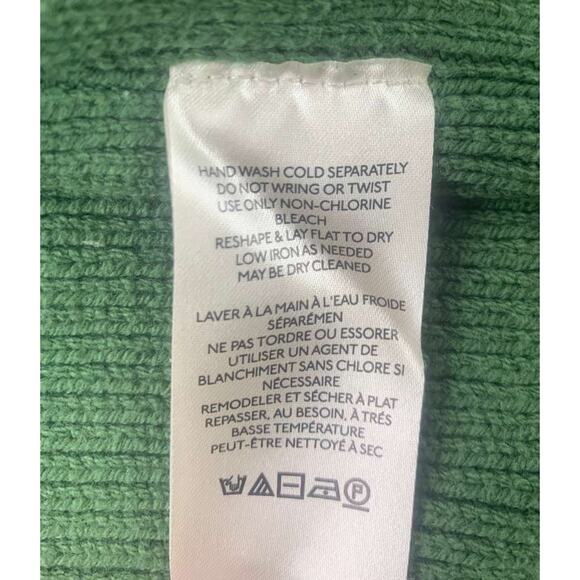 HAND WASH COLD SEPARATELY
DO NOT WRING OR TWIST
USE ONLY NON-CHLORINE
BLEACH
RESHAPE & LAY FLAT TO DRY
LOW IRON AS NEEDED
MAY BE DRY CLEANED
LAVER À LA MAIN À L'EAU FROIDE
SÉPARÉMEN
NE PAS TORDRE OU ESSORER
UTILISER UN AGENT DE
BLANCHIMENT SANS CHLORE SI
NÉCESSAIRE
REMODELER ET SÉCHER À PLAT
REPASSER, AU BESOIN, À TRÉS
BASSE TEMPÉRATURE
PEUT-ÊTRE NETTOYÉ À SEC
P